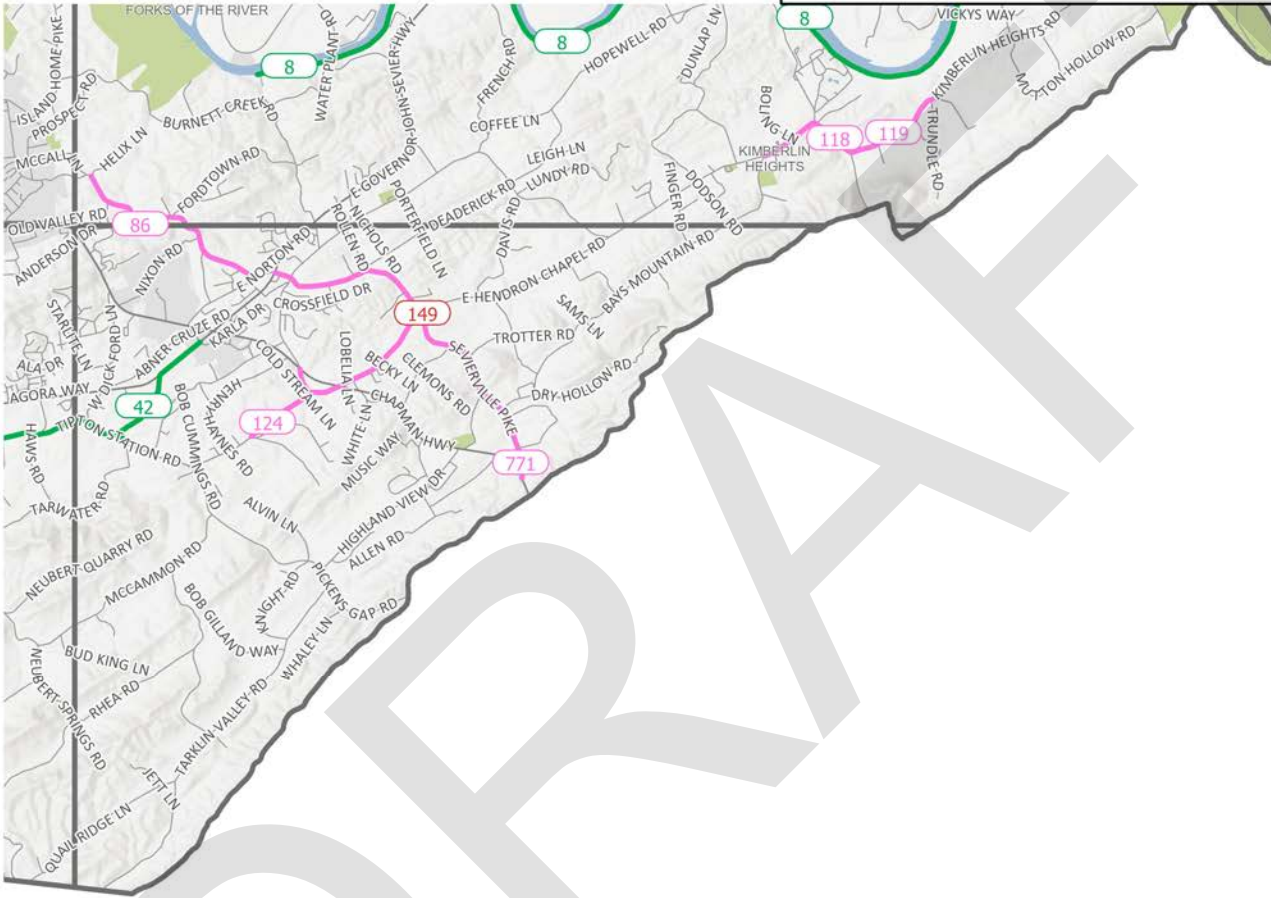 FORKS OF THE RIVER
8
8
8
VICKYS WAY
ISLAND HOME PIKE
PROSPECT RD
WATER PLANT RD
E GOVERNOR JOHN SEVIER HWY
FRENCH RD
HOPEWELL RD
DUNLAP LN
KIMBERLIN HEIGHTS RD
MUTTON HOLLOW RD
BURNETT CREEK RD
COFFEE LN
BOLING LN
118
119
TRUNDLE RD
KIMBERLIN
HEIGHTS
MCCALL LN
HELIX LN
FORDTOWN RD
LEIGH LN
LUNDY RD
DEADERICK RD
FINGER RD
DODSON RD
OLD VALLEY RD
86
ANDERSON DR
NIXON RD
E NORTON RD
ROLLEN RD
NICHOLS RD
PORTERFIELD LN
DAVIS RD
E HENDRON CHAPEL RD
BAYS MOUNTAIN RD
SAMS LN
CROSSFIELD DR
149
TROTTER RD
STARLITE LN
W DICK FORD LN
ABNER CRUZE RD
KARLA DR
COLD STREAM LN
LOBELIA LN
BECKY LN
CLEMONS RD
SEVIERVILLE PIKE
DRY HOLLOW RD
ALA DR
AGORA WAY
42
TIPTON STATION RD
HAWS RD
BOB CUMMINGS RD
HENRY HAYNES RD
124
WHITE LN
CHAPMAN HWY
MUSIC WAY
771
TARWATER RD
ALVIN LN
HIGHLAND VIEW DR
ALLEN RD
NEUBERT QUARRY RD
MCCAMMON RD
BOB GILLAND WAY
KNIGHT RD
PICKENS GAP RD
WHALEY LN
BUD KING LN
NEUBERT SPRINGS RD
RHEA RD
TARKLIN VALLEY RD
JETT LN
QUAIL RIDGE LN
DRAFT